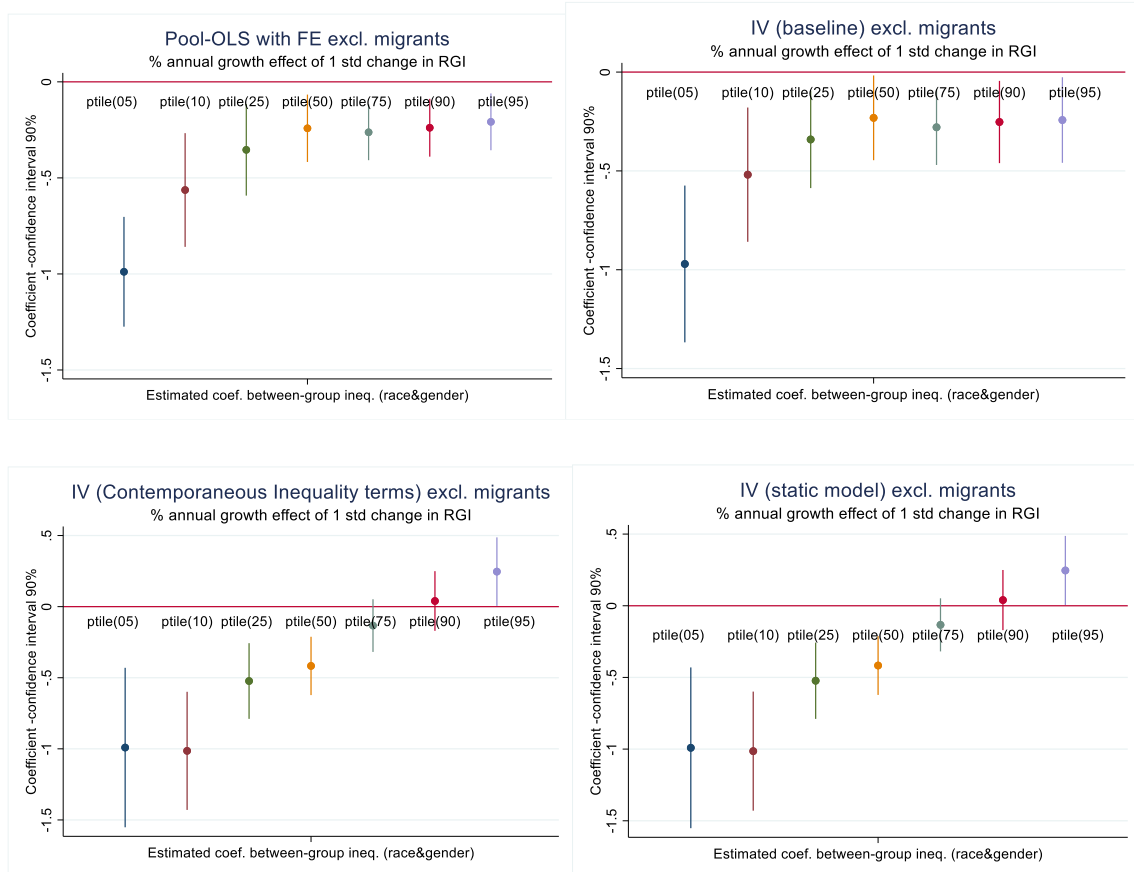 Pool-OLS with FE excl. migrants
% annual growth effect of 1 std change in RGI
Coefficient -confidence interval 90%
0
-.5
-1
-1.5
ptile(05) ptile(10) ptile(25) ptile(50) ptile(75) ptile(90) ptile(95)
Estimated coef. between-group ineq. (race&gender)
IV (baseline) excl. migrants
% annual growth effect of 1 std change in RGI
Coefficient -confidence interval 90%
0
-.5
-1
-1.5
ptile(05) ptile(10) ptile(25) ptile(50) ptile(75) ptile(90) ptile(95)
Estimated coef. between-group ineq. (race&gender)
IV (Contemporaneous Inequality terms) excl. migrants
% annual growth effect of 1 std change in RGI
Coefficient -confidence interval 90%
.5
0
-.5
-1
-1.5
ptile(05) ptile(10) ptile(25) ptile(50) ptile(75) ptile(90) ptile(95)
Estimated coef. between-group ineq. (race&gender)
IV (static model) excl. migrants
% annual growth effect of 1 std change in RGI
Coefficient -confidence interval 90%
.5
0
-.5
-1
-1.5
ptile(05) ptile(10) ptile(25) ptile(50) ptile(75) ptile(90) ptile(95)
Estimated coef. between-group ineq. (race&gender)